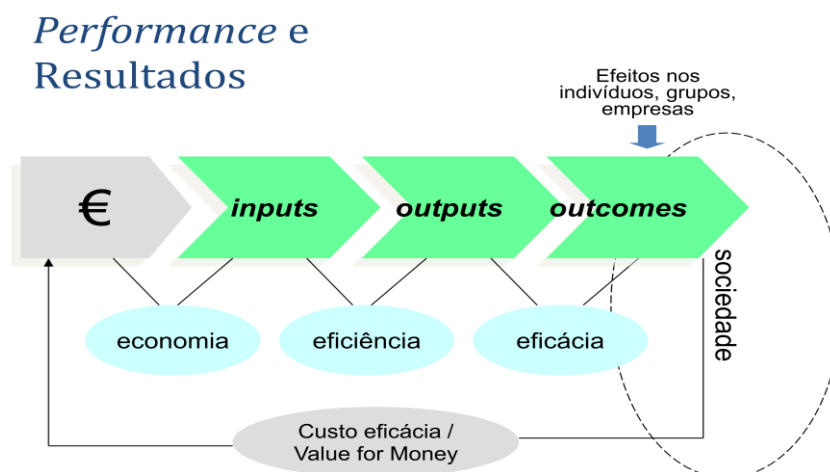 Performance e
Resultados
Efeitos nos
indivíduos, grupos,
empresas
€
inputs
outputs
outcomes
sociedade
economia
eficiência
eficácia
Custo eficácia /
Value for Money